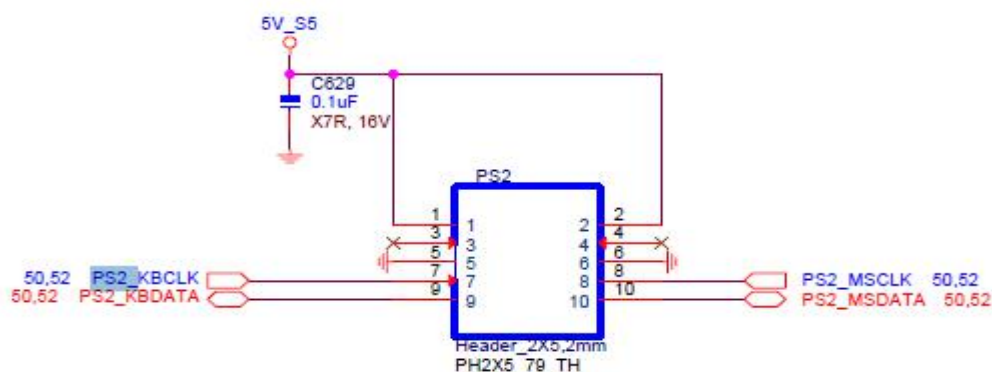 5V_S5
C629
0.1uF
X7R, 16V
PS2
1 1 2 2
3 3 4 4
5 5 6 6
50,52 PS2_KBCLK 7 7 8 8 PS2_MSCLK 50,52
50,52 PS2_KBDATA 9 9 10 10 PS2_MSDATA 50,52
Header_2X5,2mm
PH2X5_79_TH